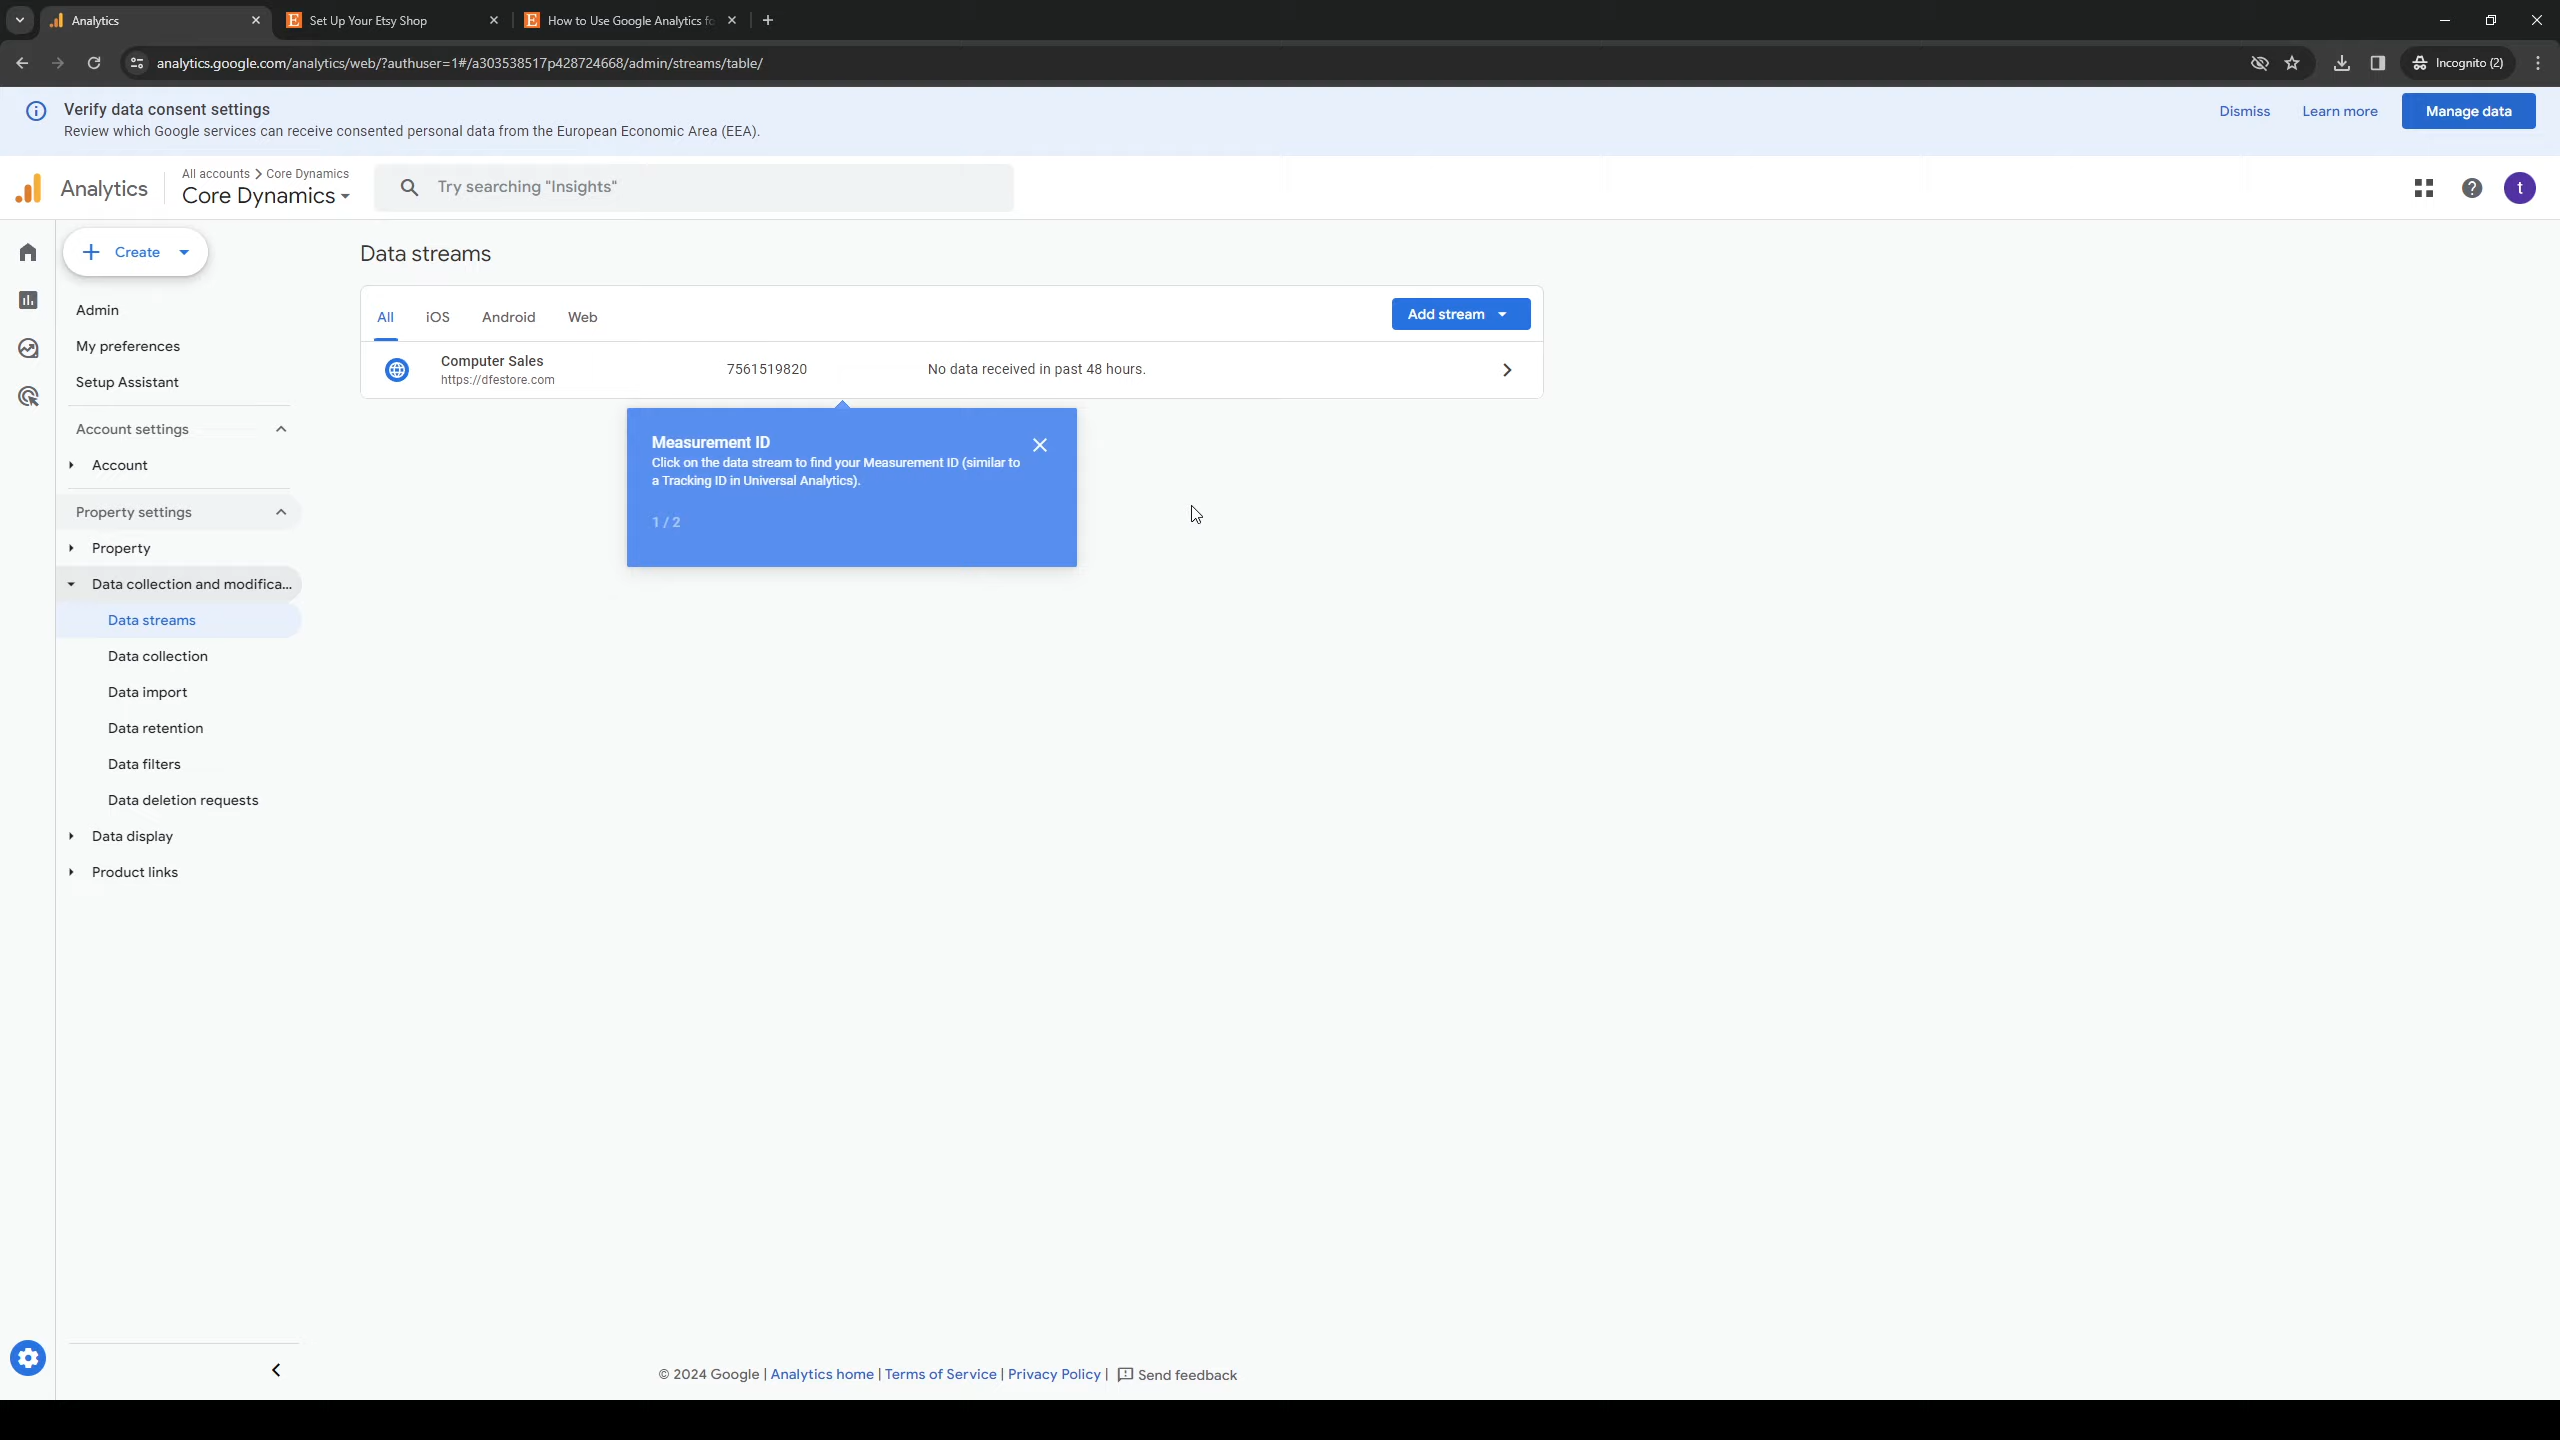 Analytics
Set Up Your Etsy Shop
How to Use Google Analytics fo
analytics.google.com/analytics/web/?authuser=1#/a303538517p428724668/admin/streams/table/
Incognito (2)
Verify data consent settings
Review which Google services can receive consented personal data from the European Economic Area (EEA).
Dismiss
Learn more
Manage data
Analytics
All accounts > Core Dynamics
Core Dynamics
Try searching "Insights"
t
Create
Admin
My preferences
Setup Assistant
Account settings
Account
Property settings
Property
Data collection and modifica...
Data streams
Data collection
Data import
Data retention
Data filters
Data deletion requests
Data display
Product links
Data streams
All
iOS
Android
Web
Add stream
Computer Sales
https://dfestore.com
7561519820
No data received in past 48 hours.
Measurement ID
Click on the data stream to find your Measurement ID (similar to
a Tracking ID in Universal Analytics).
1 / 2
© 2024 Google | Analytics home | Terms of Service | Privacy Policy | Send feedback